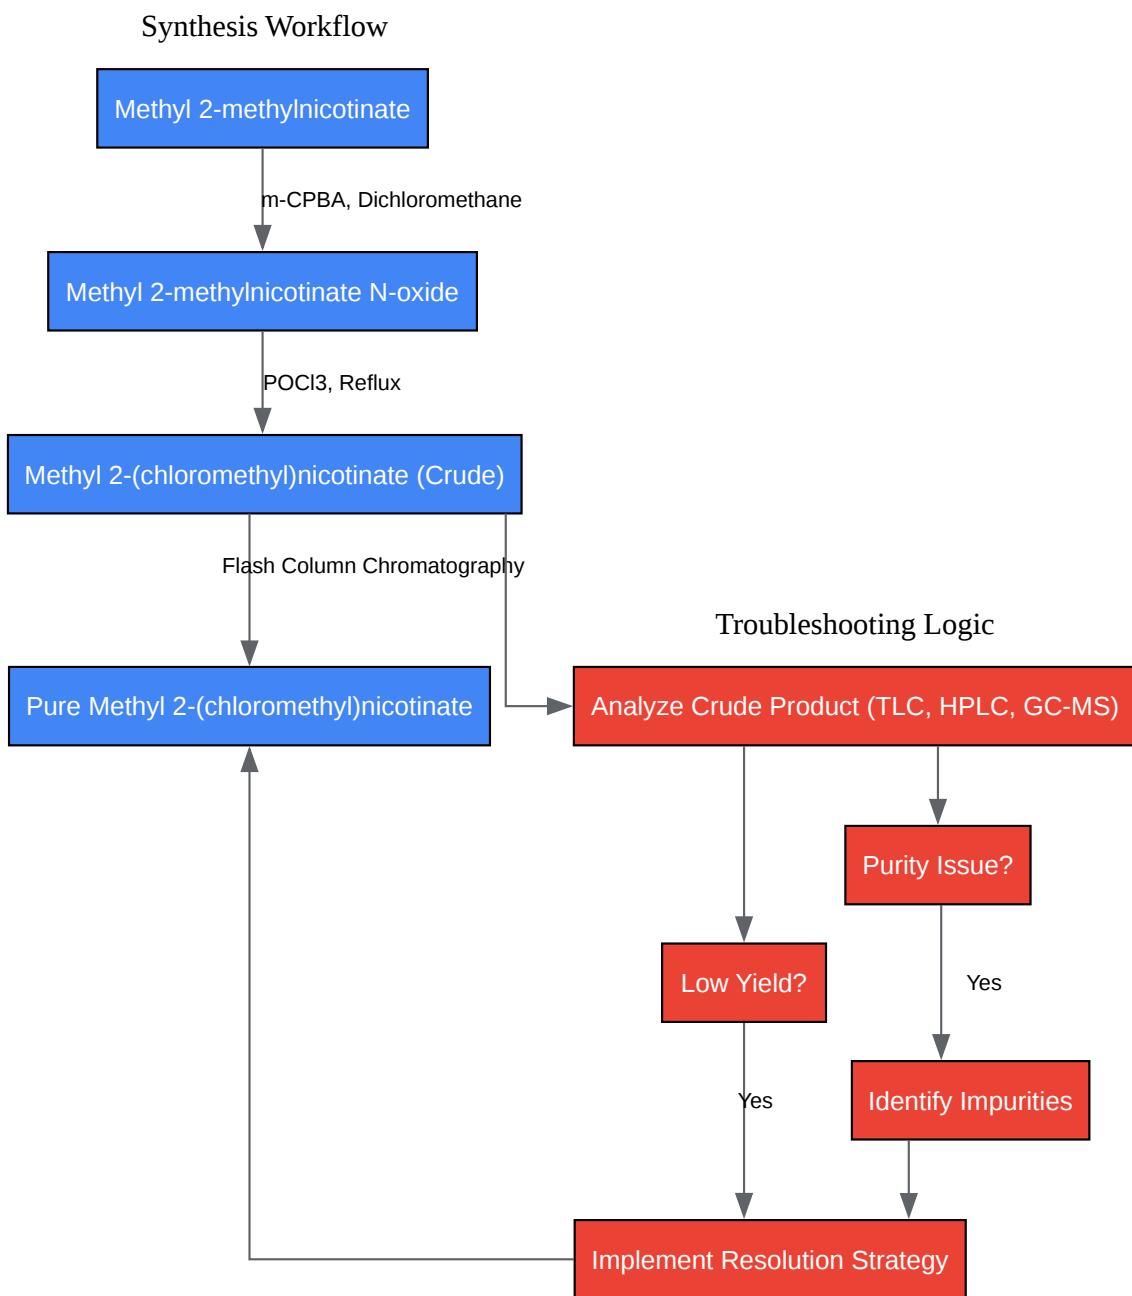 Synthesis Workflow
Methyl 2-methylnicotinate
m-CPBA, Dichloromethane
Methyl 2-methylnicotinate N-oxide
POCl3, Reflux
Methyl 2-(chloromethyl)nicotinate (Crude)
Flash Column Chromatography
Pure Methyl 2-(chloromethyl)nicotinate
Troubleshooting Logic
Analyze Crude Product (TLC, HPLC, GC-MS)
Purity Issue?
Low Yield?
Yes
Yes
Identify Impurities
Implement Resolution Strategy